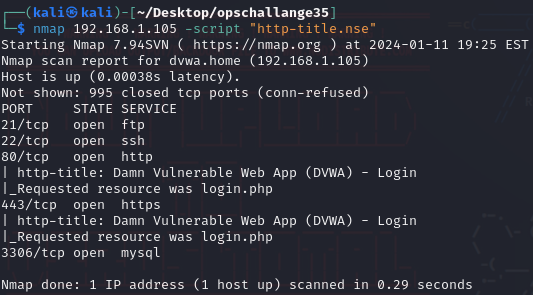 ┌──(kali㉿kali)-[~/Desktop/opschallange35]
└─$ nmap 192.168.1.105 -script "http-title.nse"
Starting Nmap 7.94SVN ( https://nmap.org ) at 2024-01-11 19:25 EST
Nmap scan report for dvwa.home (192.168.1.105)
Host is up (0.00038s latency).
Not shown: 995 closed tcp ports (conn-refused)
PORT     STATE SERVICE
21/tcp   open  ftp
22/tcp   open  ssh
80/tcp   open  http
| http-title: Damn Vulnerable Web App (DVWA) - Login
|_Requested resource was login.php
443/tcp  open  https
| http-title: Damn Vulnerable Web App (DVWA) - Login
|_Requested resource was login.php
3306/tcp open  mysql

Nmap done: 1 IP address (1 host up) scanned in 0.29 seconds